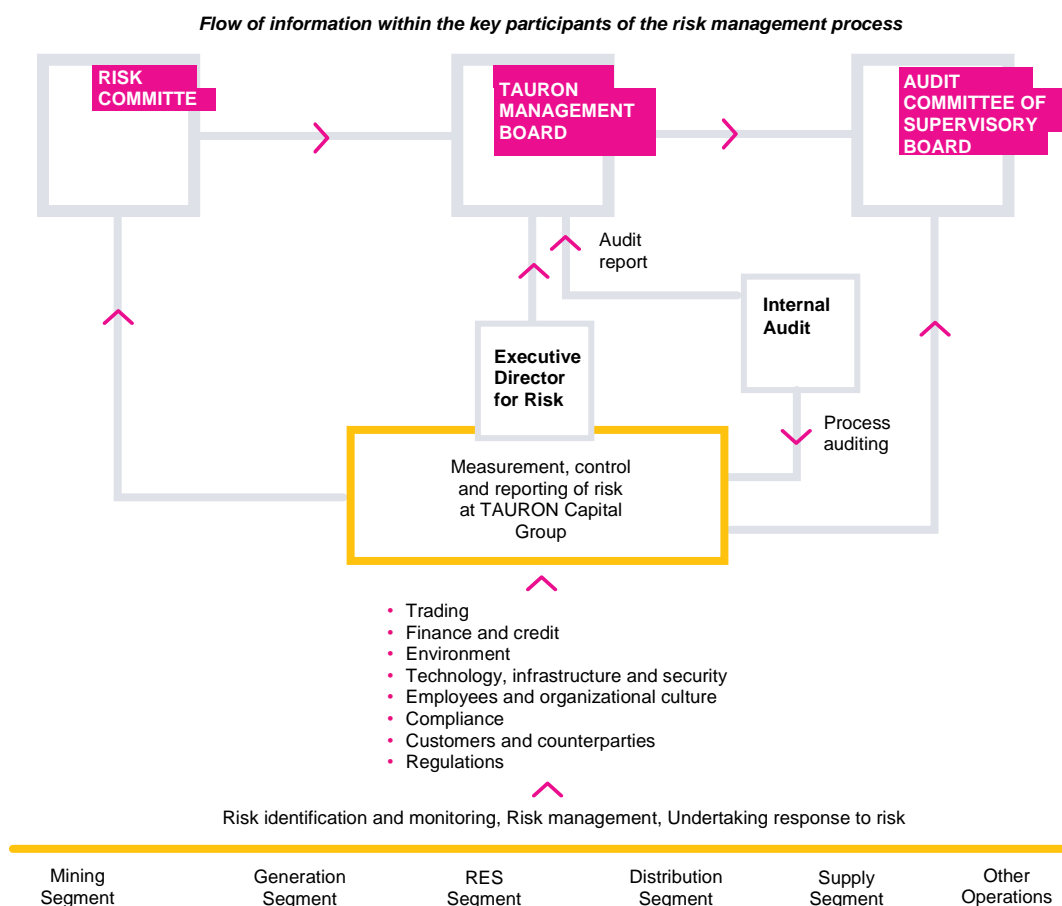 Flow of information within the key participants of the risk management process
RISK
COMMITTE
TAURON
MANAGEMENT
BOARD
AUDIT
COMMITTEE OF
SUPERVISORY
BOARD
Audit
report
Internal
Audit
Executive
Director
for Risk
Process
auditing
Measurement, control
and reporting of risk
at TAURON Capital
Group
• Trading
• Finance and credit
• Environment
• Technology, infrastructure and security
• Employees and organizational culture
• Compliance
• Customers and counterparties
• Regulations
Risk identification and monitoring, Risk management, Undertaking response to risk
Mining
Segment
Generation
Segment
RES
Segment
Distribution
Segment
Supply
Segment
Other
Operations